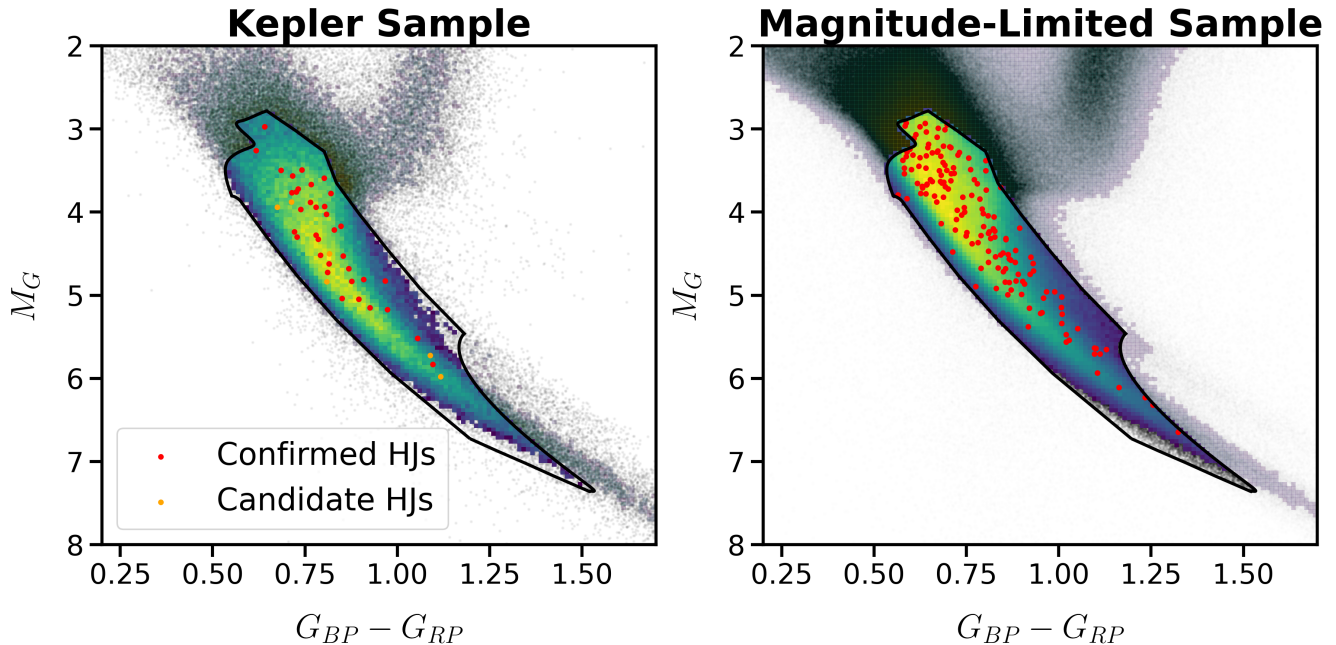 Kepler Sample
Magnitude-Limited Sample
2
3
4
5
6
7
8
M_G
0.25 0.50 0.75 1.00 1.25 1.50
G_BP − G_RP
Confirmed HJs
Candidate HJs
2
3
4
5
6
7
8
M_G
0.25 0.50 0.75 1.00 1.25 1.50
G_BP − G_RP